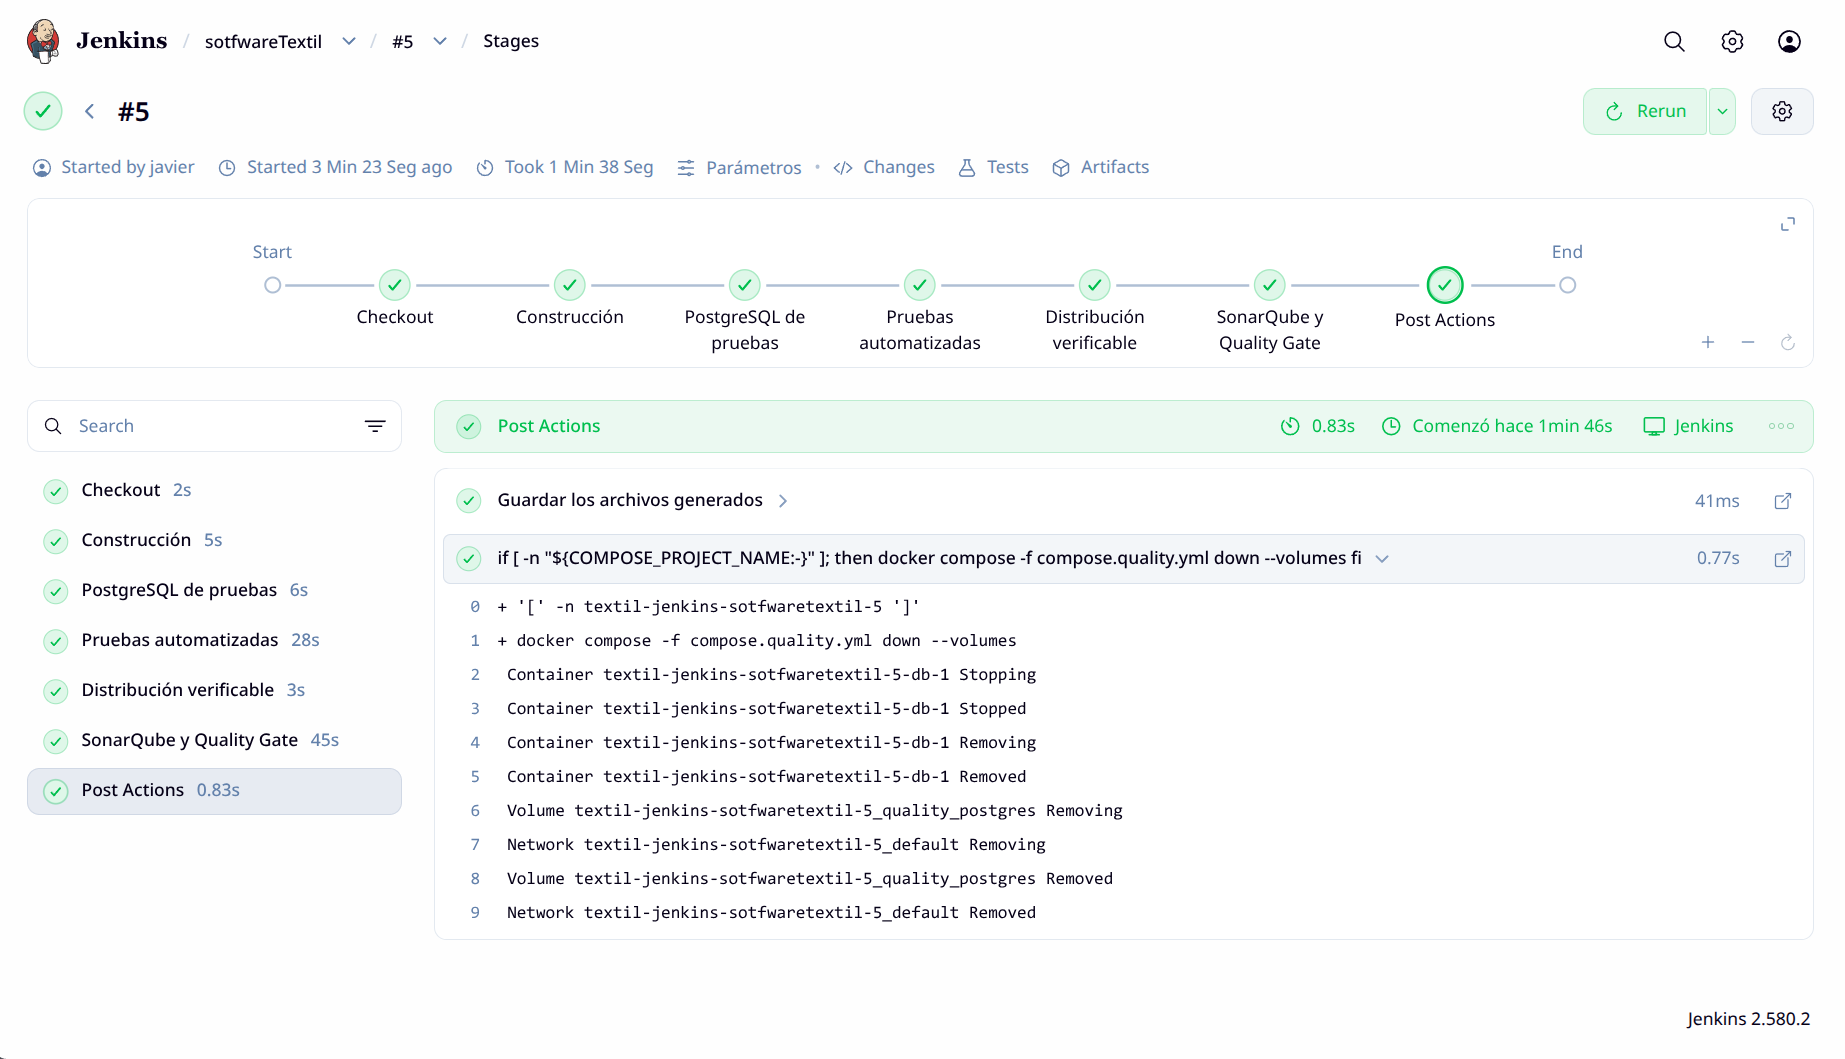 Jenkins / sotfwareTextil / #5 / Stages
#5
Rerun
Started by javier Started 3 Min 23 Seg ago Took 1 Min 38 Seg Parámetros • Changes Tests Artifacts
Start
End
Checkout
Construcción
PostgreSQL de
pruebas
Pruebas
automatizadas
Distribución
verificable
SonarQube y
Quality Gate
Post Actions
Search
Checkout 2s
Construcción 5s
PostgreSQL de pruebas 6s
Pruebas automatizadas 28s
Distribución verificable 3s
SonarQube y Quality Gate 45s
Post Actions 0.83s
Post Actions 0.83s Comenzó hace 1min 46s Jenkins
Guardar los archivos generados 41ms
if [ -n "${COMPOSE_PROJECT_NAME:-}" ]; then docker compose -f compose.quality.yml down --volumes fi 0.77s
0 + '[' -n textil-jenkins-sotfwaretextil-5 ']'
1 + docker compose -f compose.quality.yml down --volumes
2 Container textil-jenkins-sotfwaretextil-5-db-1 Stopping
3 Container textil-jenkins-sotfwaretextil-5-db-1 Stopped
4 Container textil-jenkins-sotfwaretextil-5-db-1 Removing
5 Container textil-jenkins-sotfwaretextil-5-db-1 Removed
6 Volume textil-jenkins-sotfwaretextil-5_quality_postgres Removing
7 Network textil-jenkins-sotfwaretextil-5_default Removing
8 Volume textil-jenkins-sotfwaretextil-5_quality_postgres Removed
9 Network textil-jenkins-sotfwaretextil-5_default Removed
Jenkins 2.580.2